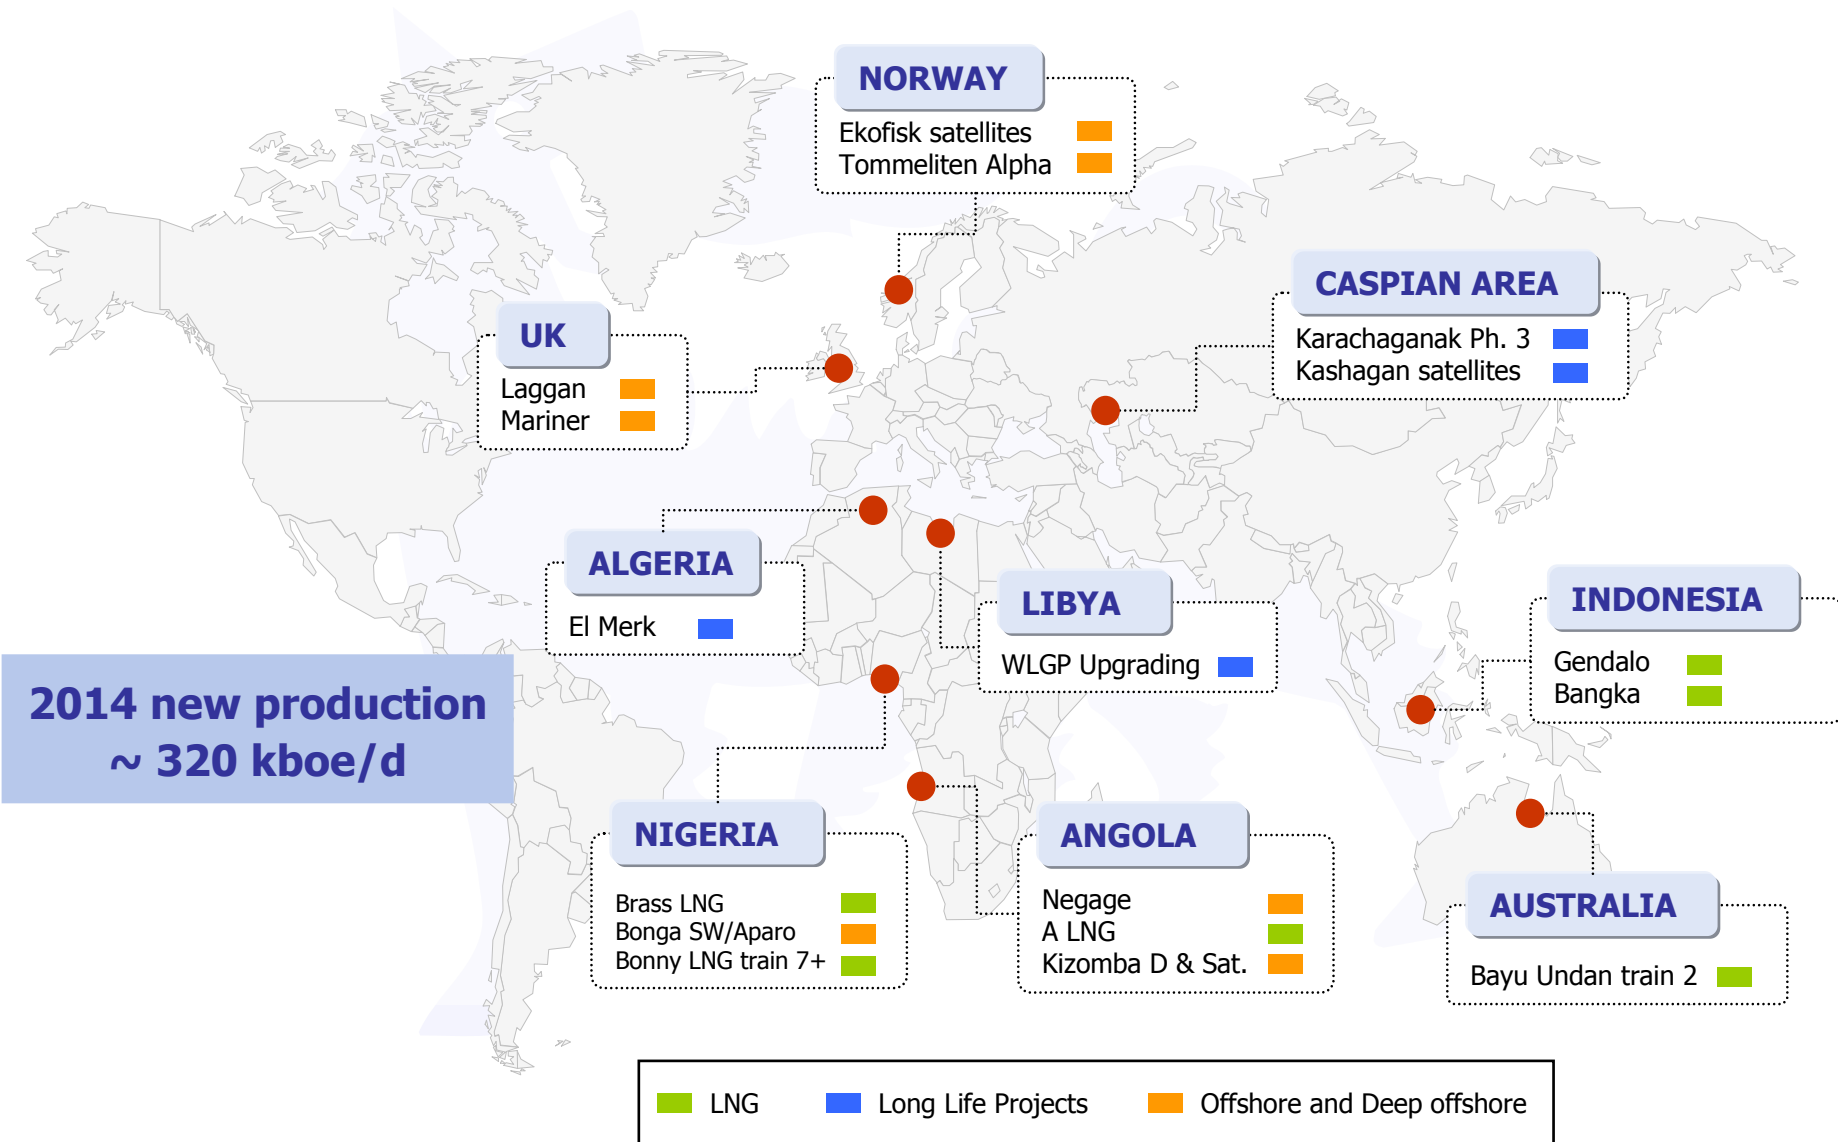 NORWAY
Ekofisk satellites
Tommeliten Alpha
CASPIAN AREA
Karachaganak Ph. 3
Kashagan satellites
UK
Laggan
Mariner
ALGERIA
El Merk
LIBYA
WLGP Upgrading
INDONESIA
Gendalo
Bangka
2014 new production
~ 320 kboe/d
NIGERIA
Brass LNG
Bonga SW/Aparo
Bonny LNG train 7+
ANGOLA
Negage
A LNG
Kizomba D & Sat.
AUSTRALIA
Bayu Undan train 2
LNG
Long Life Projects
Offshore and Deep offshore